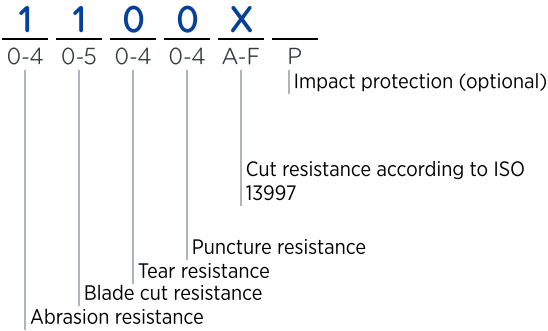 1 1 0 0 X
0-4 0-5 0-4 0-4 A-F P
Impact protection (optional)
Cut resistance according to ISO
13997
Puncture resistance
Tear resistance
Blade cut resistance
Abrasion resistance